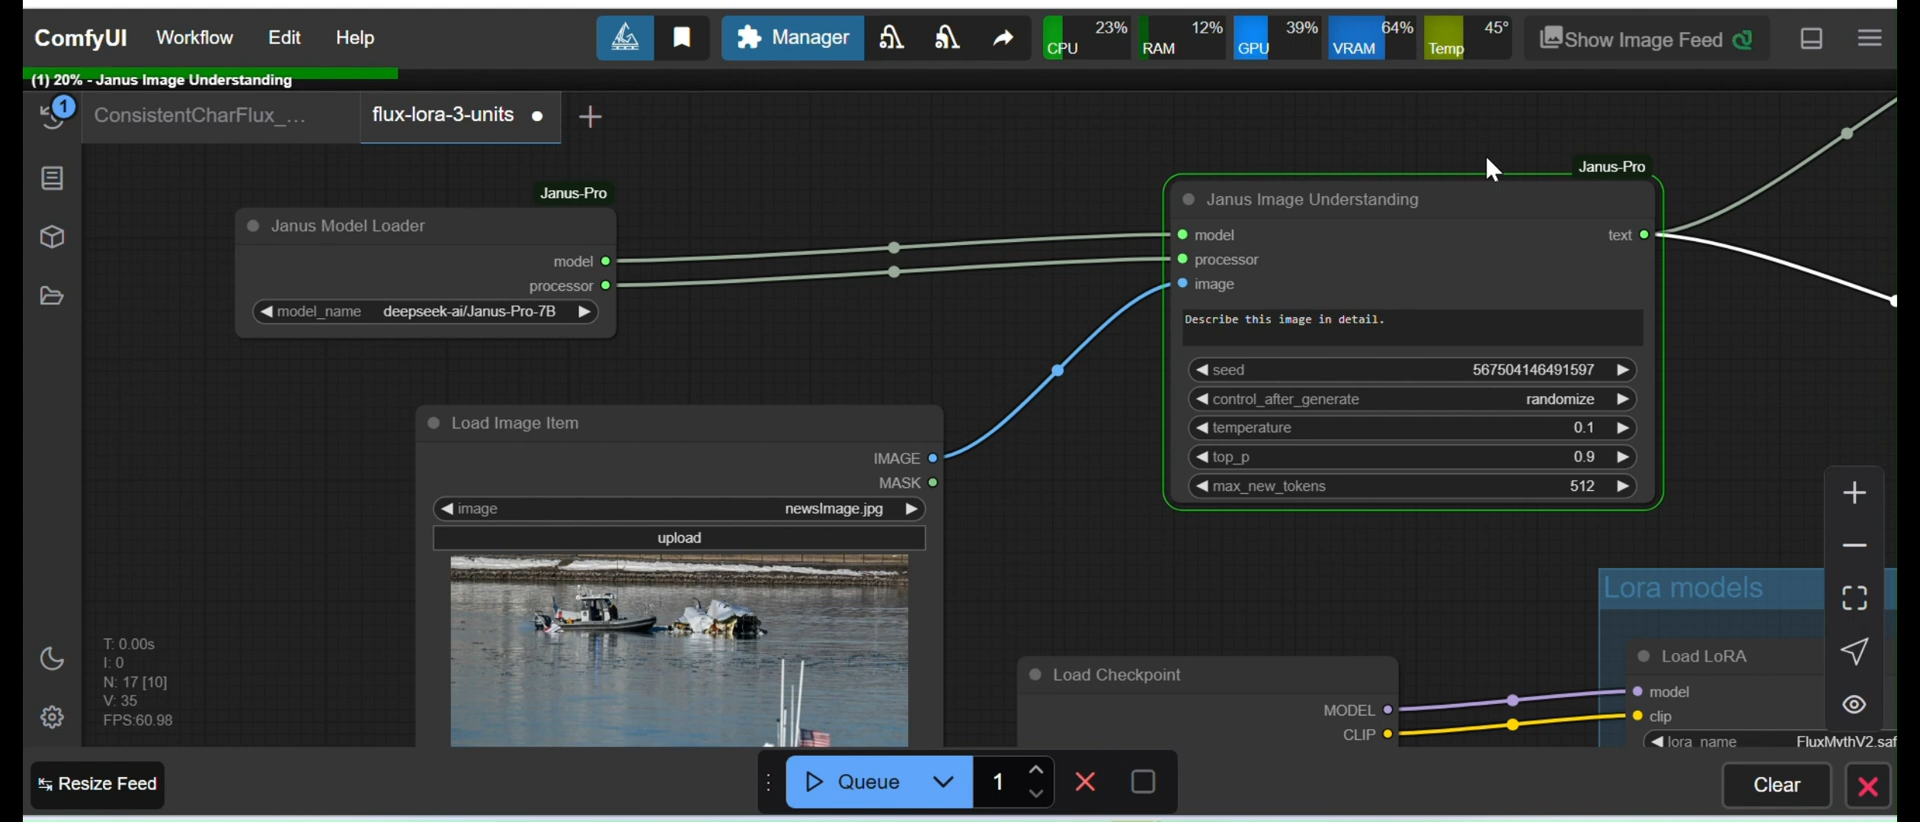 ComfyUI Workflow Edit Help Manager CPU 23% RAM 12% GPU 39% VRAM 64% Temp 45° Show Image Feed
(1) 20% - Janus Image Understanding
1 ConsistentCharFlux_... flux-lora-3-units
Janus-Pro
Janus Model Loader
model
processor
model_name deepseek-ai/Janus-Pro-7B
Janus-Pro
Janus Image Understanding
model text
processor
image
Describe this image in detail.
seed 567504146491597
control_after_generate randomize
temperature 0.1
top_p 0.9
max_new_tokens 512
Load Image Item
IMAGE
MASK
image newsImage.jpg
upload
Load Checkpoint
MODEL
CLIP
Lora models
Load LoRA
model
clip
lora_name FluxMythV2.saf
T: 0.00s
I: 0
N: 17 [10]
V: 35
FPS:60.98
Resize Feed Queue 1 Clear